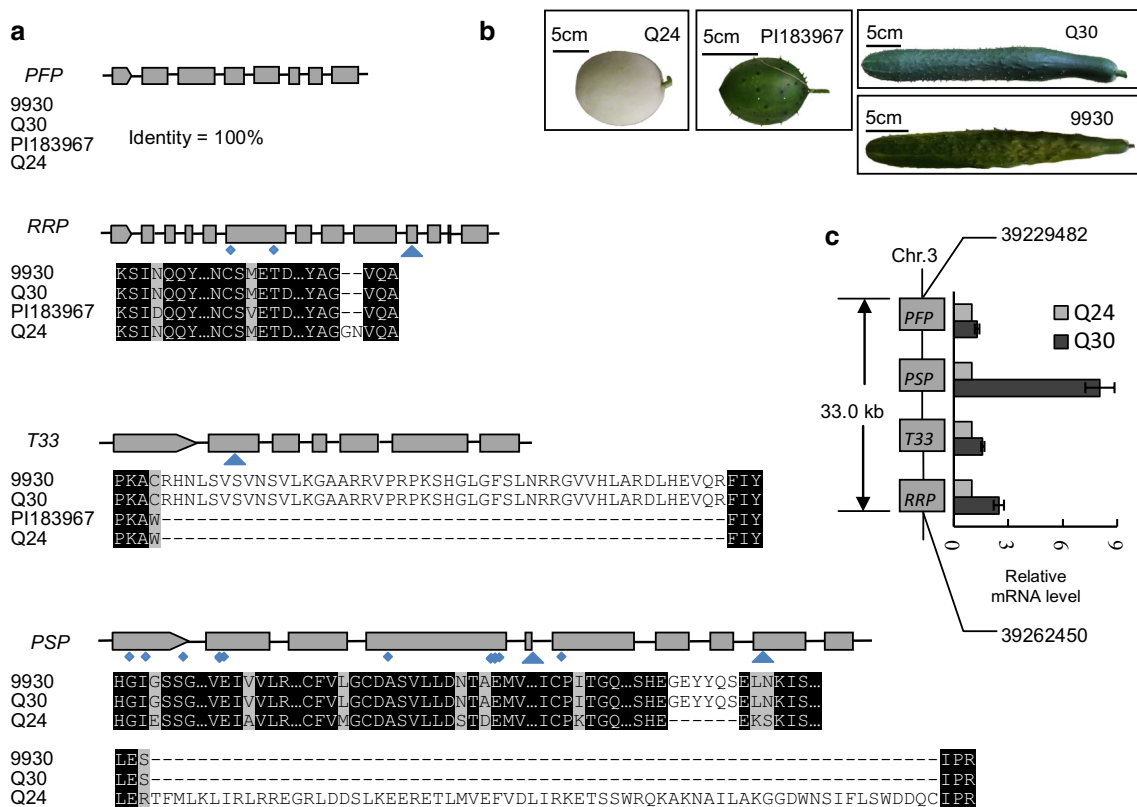 a
PFP
9930
Q30
PI183967
Q24
Identity = 100%
RRP
9930 KSINQQY…NCSMETD…YAG--VQA
Q30 KSINQQY…NCSMETD…YAG--VQA
PI183967 KSIDQQY…NCSVETD…YAG--VQA
Q24 KSINQQY…NCSMETD…YAGGNVQA
T33
9930 PKACRHNLSVSVNSVLKGAARRVPRPKSHGLGFSLNRRGVVHLARDLHEVQRFIY
Q30 PKACRHNLSVSVNSVLKGAARRVPRPKSHGLGFSLNRRGVVHLARDLHEVQRFIY
PI183967 PKAW------------------------------------------------FIY
Q24 PKAW------------------------------------------------FIY
PSP
9930 HGIGSSG…VEIVVLR…CFVLGCDASVLLDNTAEMV…ICPITGQ…SHEGEYYQSELNKIS…
Q30 HGIGSSG…VEIVVLR…CFVLGCDASVLLDNTAEMV…ICPITGQ…SHEGEYYQSELNKIS…
Q24 HGIESSG…VEIAVLR…CFVMGCDASVLLDSTDEMV…ICPKTGQ…SHE-------EKSKIS…
9930 LES--------------------------------------------------------------------IPR
Q30 LES--------------------------------------------------------------------IPR
Q24 LERTFMLKLIRLRREGRLDDSLKEERETLMVEFVDLIRKETSSWRQKAKNAILAKGGDWNSIFLSWDDQCIPR
b
5cm Q24
5cm PI183967
5cm Q30
5cm 9930
c
Chr.3
39229482
PFP
PSP
T33
RRP
33.0 kb
39262450
Q24
Q30
0 3 6 9
Relative
mRNA level